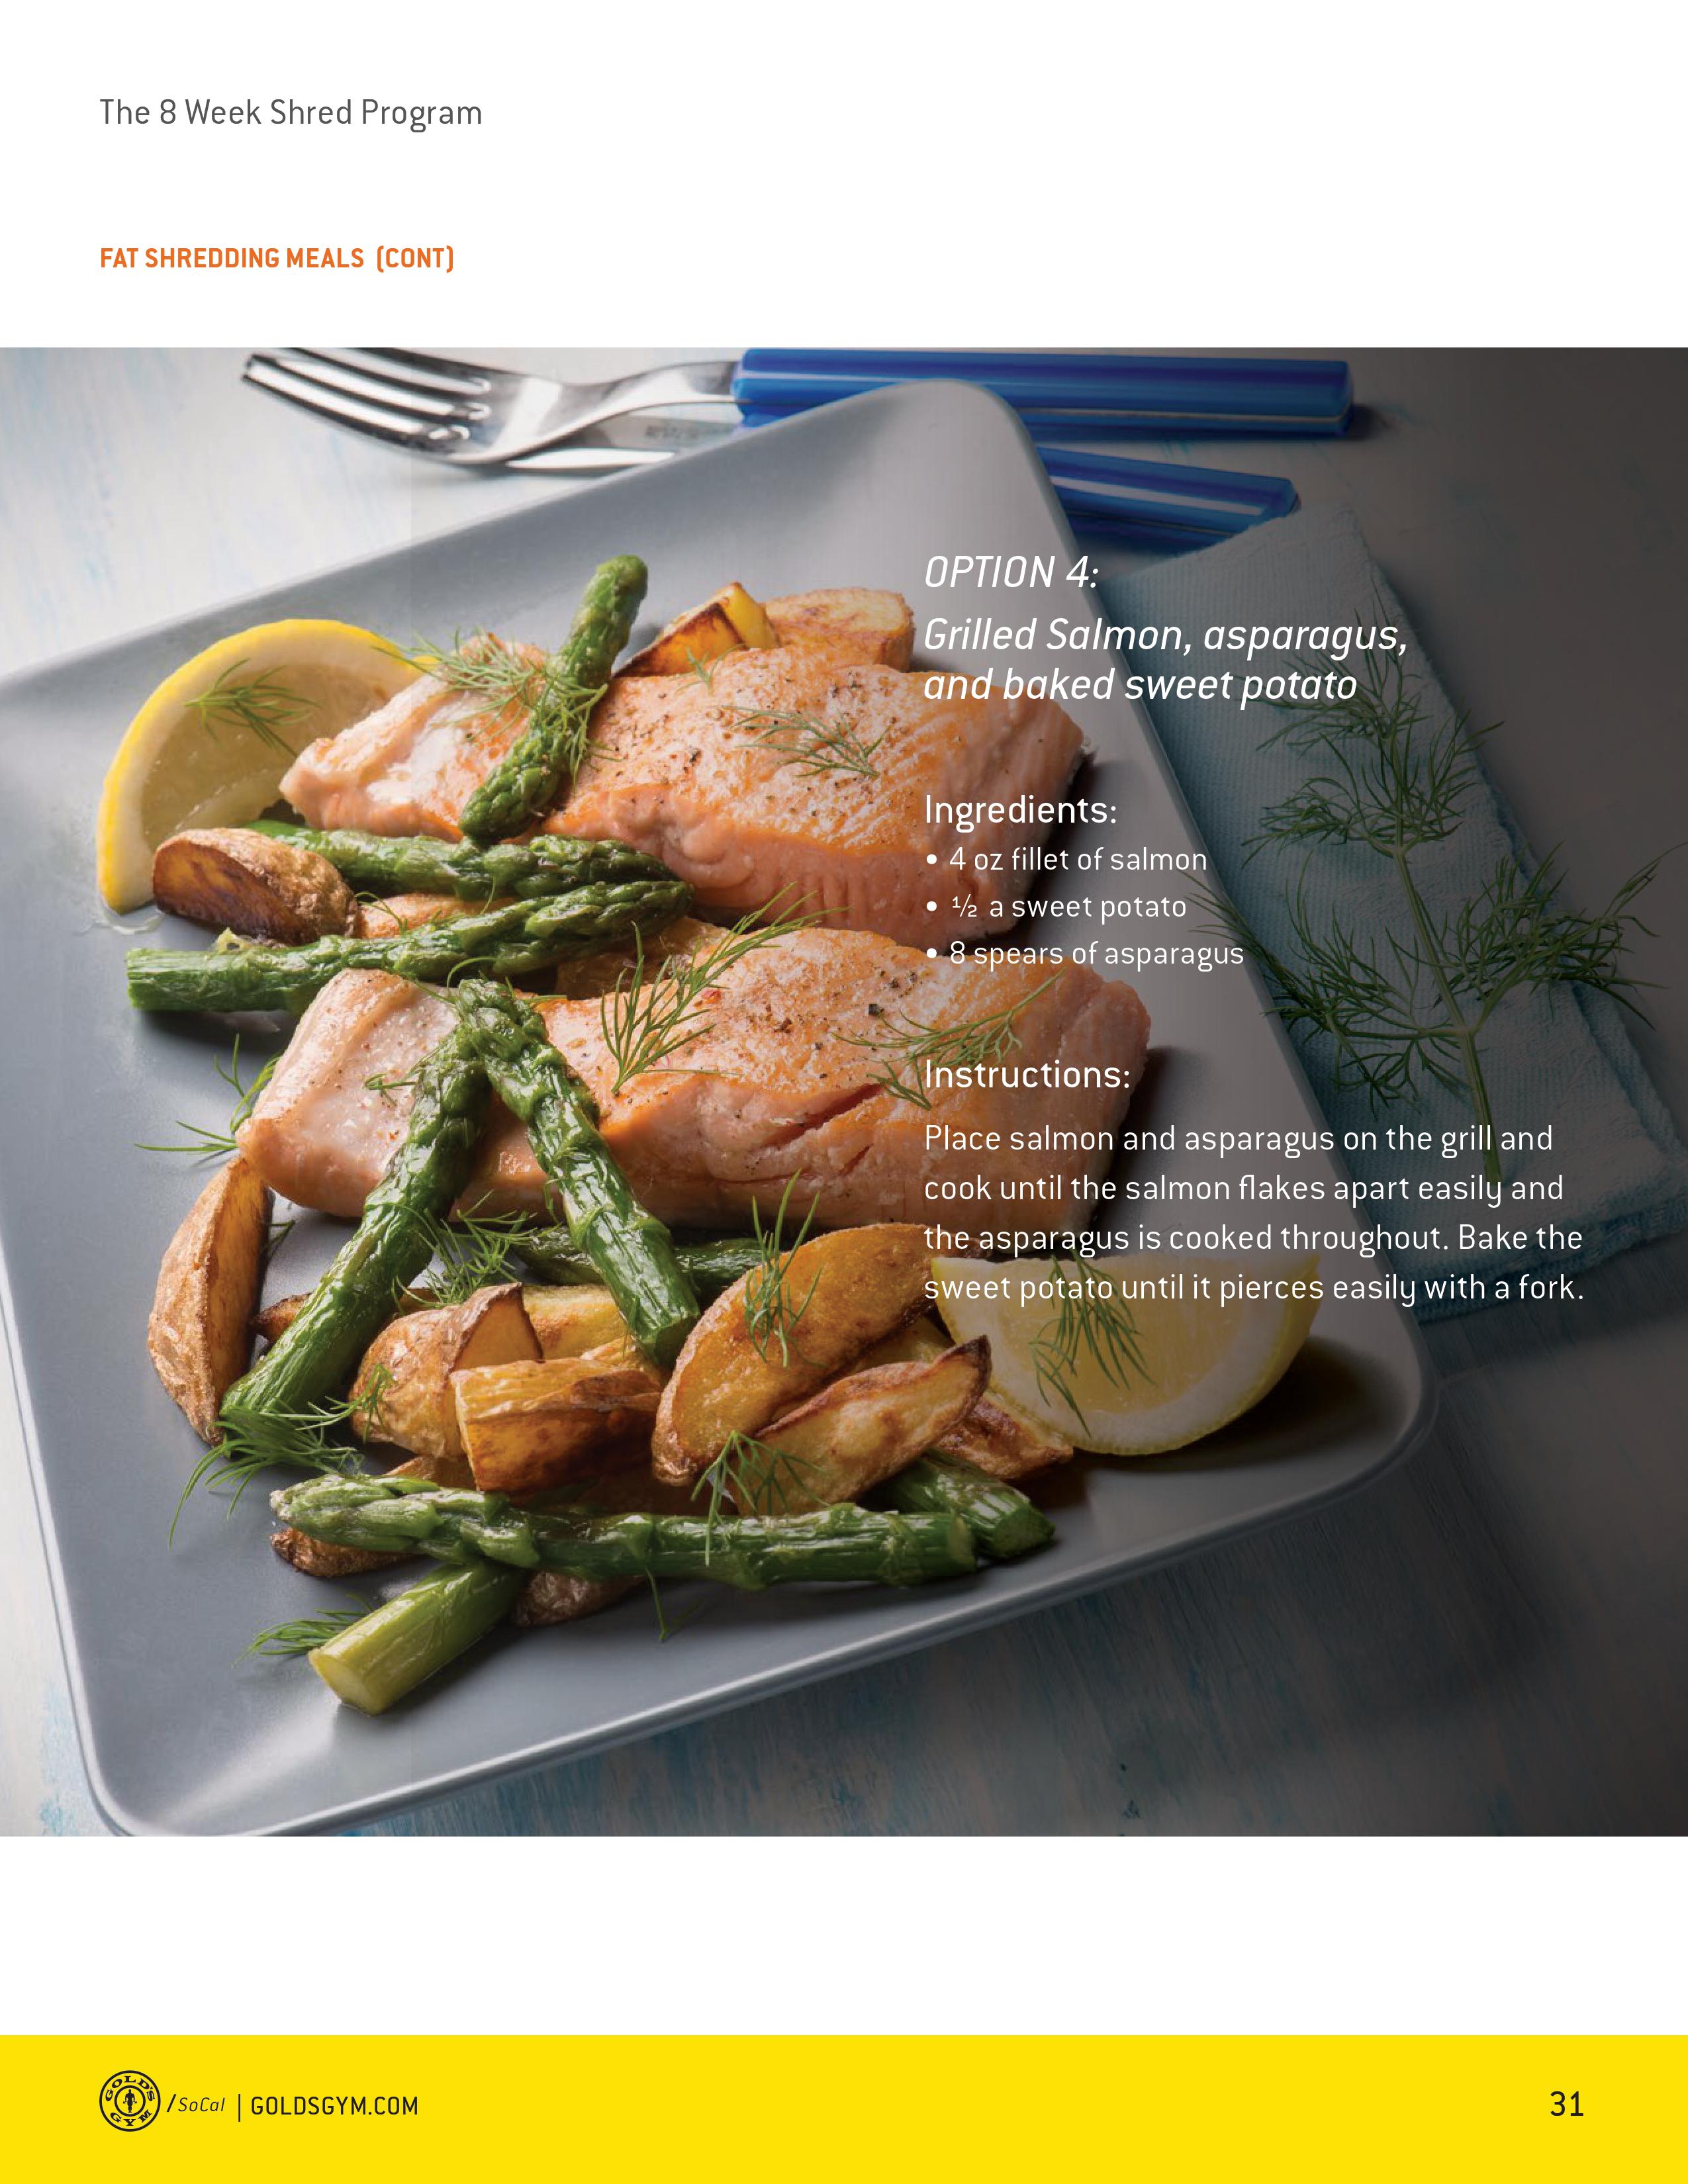 The 8 Week Shred Program
FAT SHREDDING MEALS (CONT)
OPTION 4:
Grilled Salmon, asparagus,
and baked sweet potato
Ingredients:
• 4 oz fillet of salmon
• ½ a sweet potato
• 8 spears of asparagus
Instructions:
Place salmon and asparagus on the grill and
cook until the salmon flakes apart easily and
the asparagus is cooked throughout. Bake the
sweet potato until it pierces easily with a fork.
GOLD'S GYM /SoCal | GOLDSGYM.COM
31